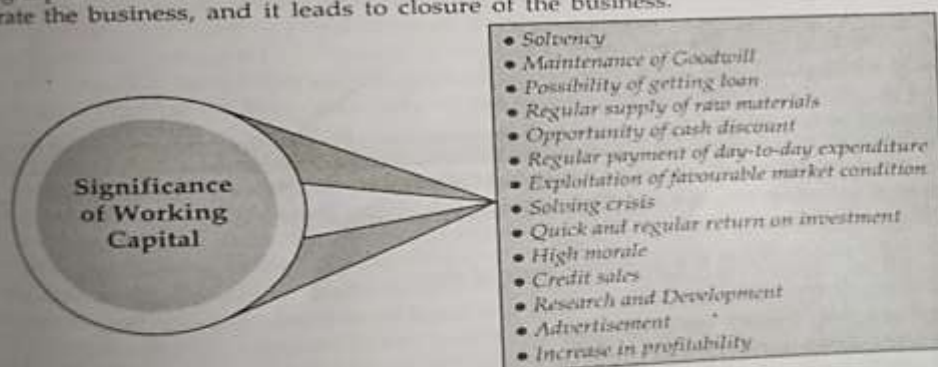 rate the business, and it leads to closure of the business.
Significance
of Working
Capital
• Solvency
• Maintenance of Goodwill
• Possibility of getting loan
• Regular supply of raw materials
• Opportunity of cash discount
• Regular payment of day-to-day expenditure
• Exploitation of favourable market condition
• Solving crisis
• Quick and regular return on investment
• High morale
• Credit sales
• Research and Development
• Advertisement
• Increase in profitability